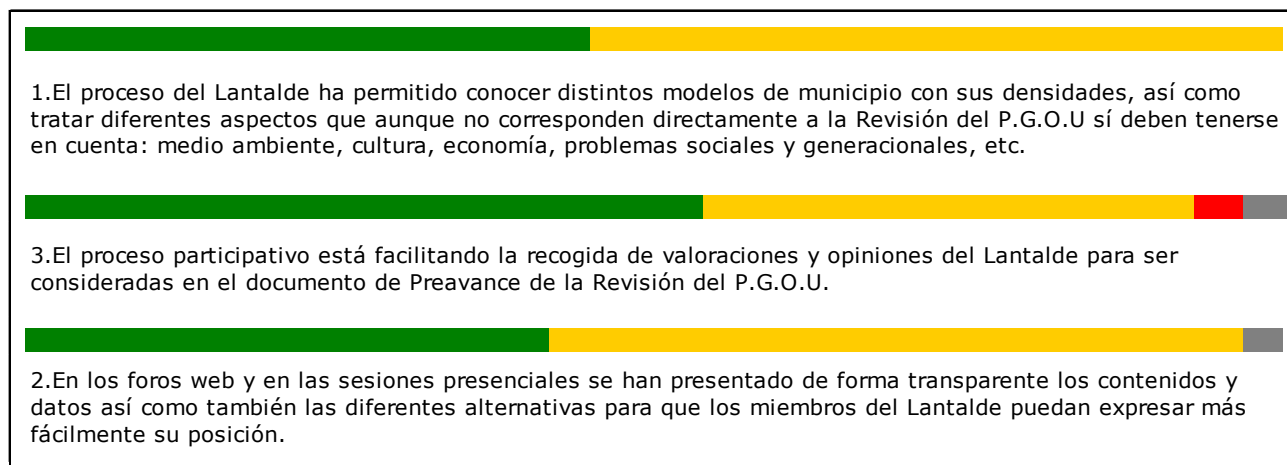 1.El proceso del Lantalde ha permitido conocer distintos modelos de municipio con sus densidades, así como
tratar diferentes aspectos que aunque no corresponden directamente a la Revisión del P.G.O.U sí deben tenerse
en cuenta: medio ambiente, cultura, economía, problemas sociales y generacionales, etc.
3.El proceso participativo está facilitando la recogida de valoraciones y opiniones del Lantalde para ser
consideradas en el documento de Preavance de la Revisión del P.G.O.U.
2.En los foros web y en las sesiones presenciales se han presentado de forma transparente los contenidos y
datos así como también las diferentes alternativas para que los miembros del Lantalde puedan expresar más
fácilmente su posición.